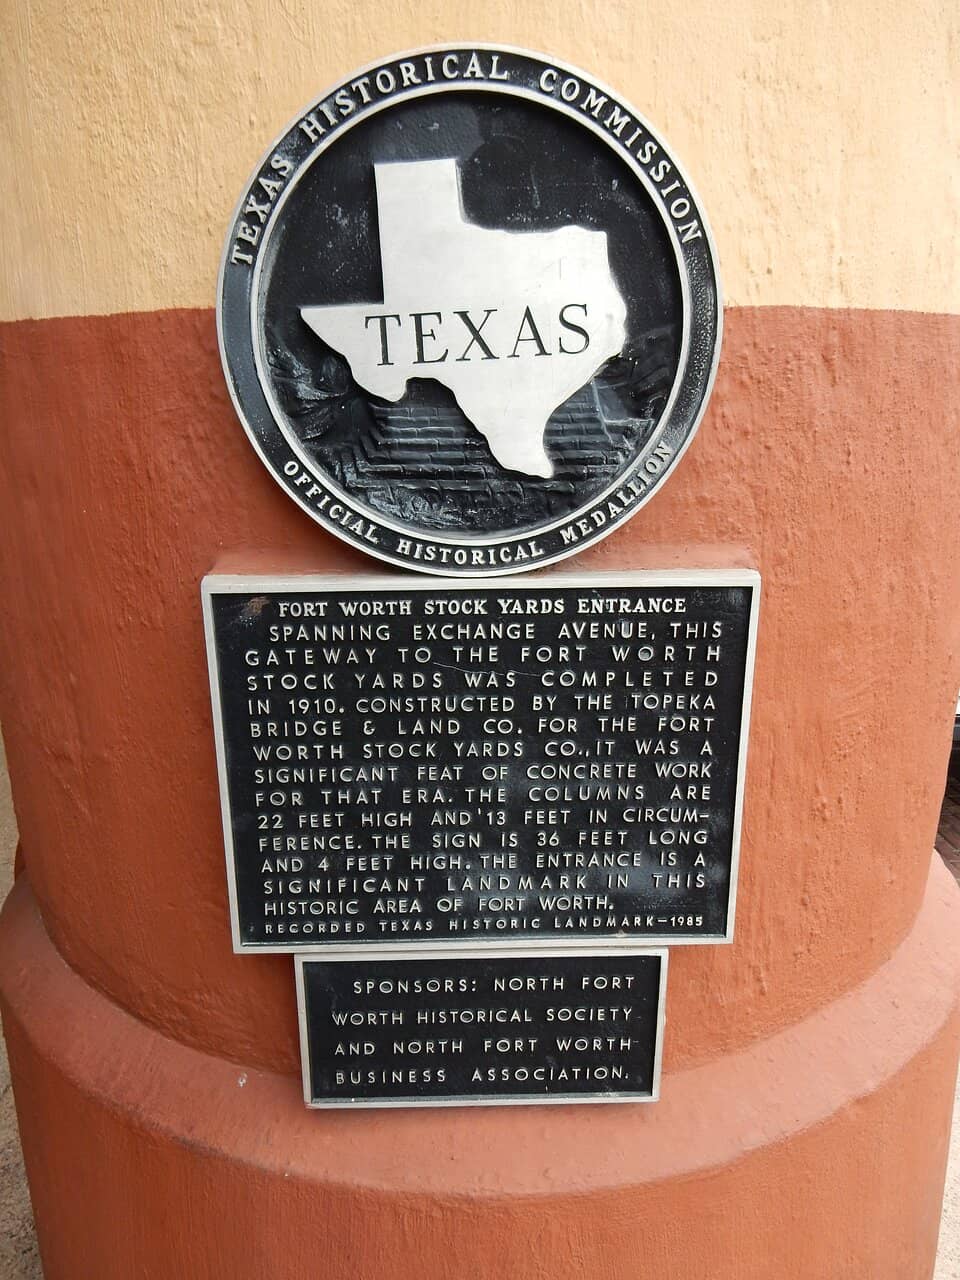 TEXAS HISTORICAL COMMISSION
TEXAS
OFFICIAL HISTORICAL MEDALLION
FORT WORTH STOCK YARDS ENTRANCE
SPANNING EXCHANGE AVENUE, THIS
GATEWAY TO THE FORT WORTH
STOCK YARDS WAS COMPLETED
IN 1910. CONSTRUCTED BY THE TOPEKA
BRIDGE & LAND CO. FOR THE FORT
WORTH STOCK YARDS CO., IT WAS A
SIGNIFICANT FEAT OF CONCRETE WORK
FOR THAT ERA. THE COLUMNS ARE
22 FEET HIGH AND 13 FEET IN CIRCUM-
FERENCE. THE SIGN IS 36 FEET LONG
AND 4 FEET HIGH. THE ENTRANCE IS A
SIGNIFICANT LANDMARK IN THIS
HISTORIC AREA OF FORT WORTH.
RECORDED TEXAS HISTORIC LANDMARK-1985
SPONSORS: NORTH FORT
WORTH HISTORICAL SOCIETY
AND NORTH FORT WORTH
BUSINESS ASSOCIATION.